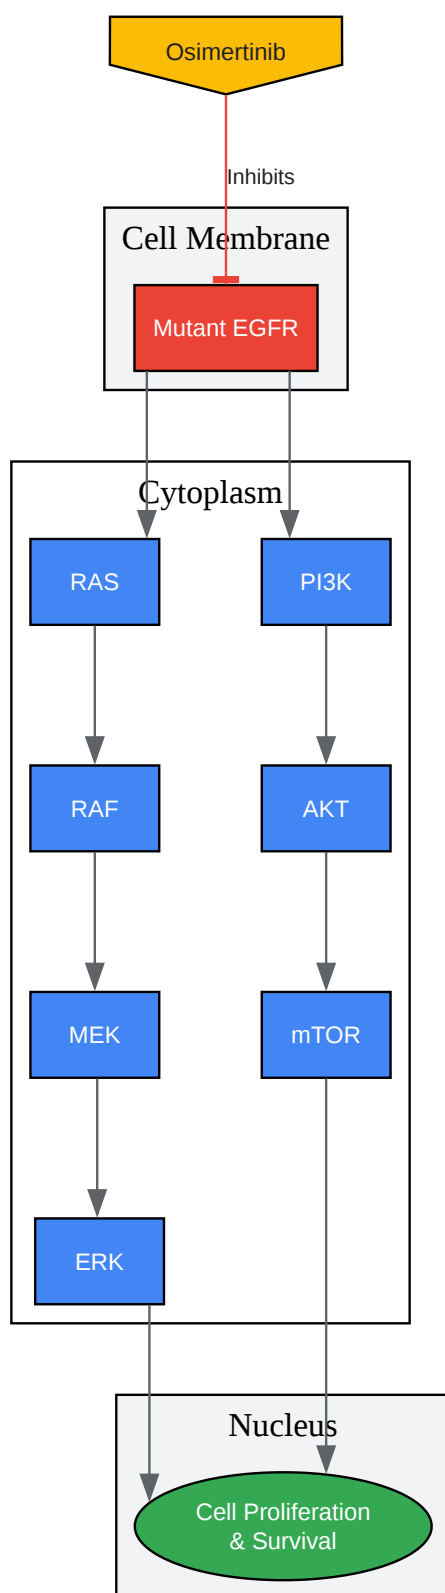 Osimertinib
Inhibits
Cell Membrane
Mutant EGFR
Cytoplasm
RAS
PI3K
RAF
AKT
MEK
mTOR
ERK
Nucleus
Cell Proliferation
& Survival